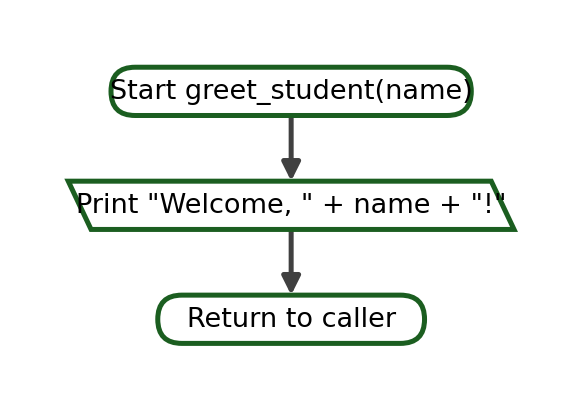 Start greet_student(name)
Print "Welcome, " + name + "!"
Return to caller